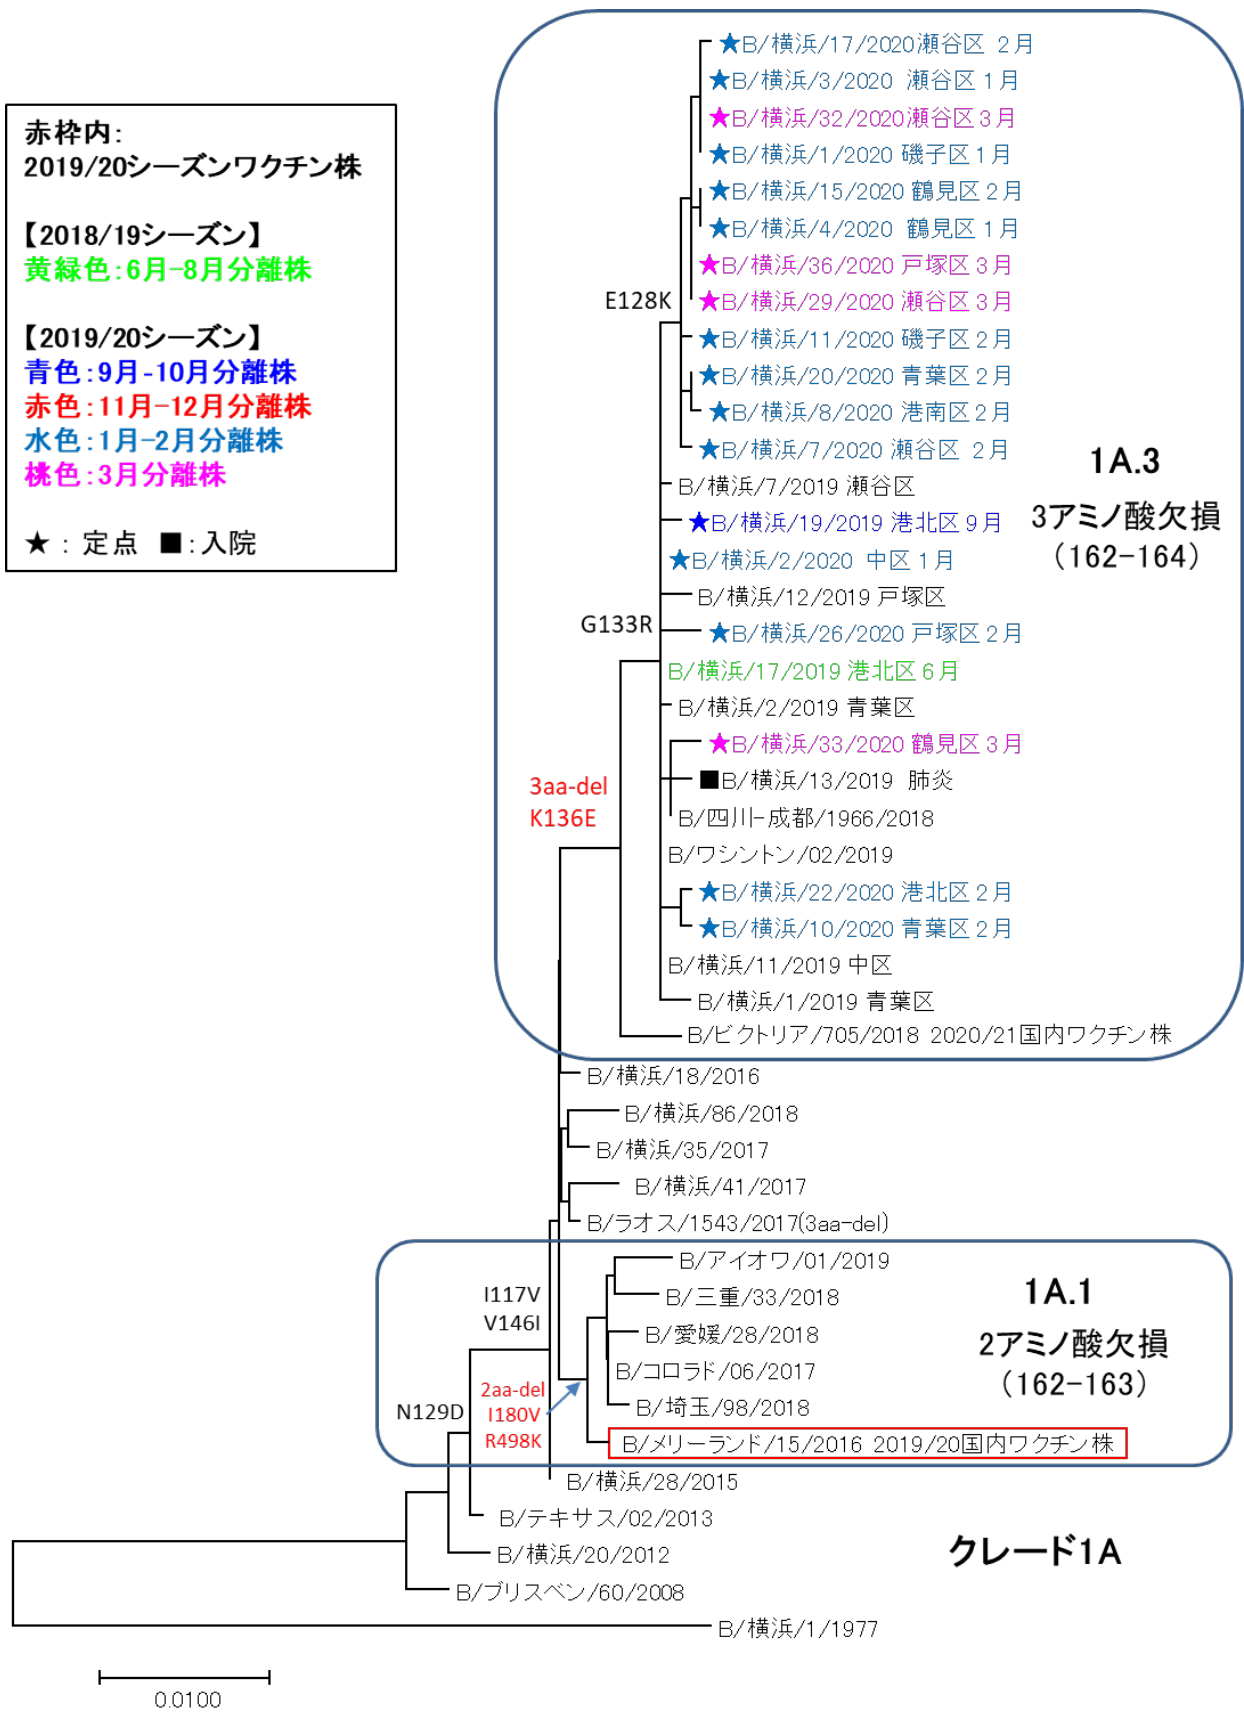 赤枠内:
2019/20シーズンワクチン株
【2018/19シーズン】
黄緑色:6月-8月分離株
【2019/20シーズン】
青色:9月-10月分離株
赤色:11月-12月分離株
水色:1月-2月分離株
桃色:3月分離株
★ : 定点 ■:入院
★B/横浜/17/2020瀬谷区 2月
★B/横浜/3/2020 瀬谷区1月
★B/横浜/32/2020瀬谷区3月
★B/横浜/1/2020 磯子区1月
★B/横浜/15/2020 鶴見区2月
★B/横浜/4/2020 鶴見区1月
★B/横浜/36/2020 戸塚区3月
★B/横浜/29/2020 瀬谷区3月
E128K
★B/横浜/11/2020 磯子区2月
★B/横浜/20/2020 青葉区2月
★B/横浜/8/2020 港南区2月
★B/横浜/7/2020 瀬谷区 2月
B/横浜/7/2019 瀬谷区
★B/横浜/19/2019 港北区9月
★B/横浜/2/2020 中区1月
B/横浜/12/2019 戸塚区
G133R
★B/横浜/26/2020 戸塚区2月
B/横浜/17/2019 港北区6月
B/横浜/2/2019 青葉区
★B/横浜/33/2020 鶴見区3月
■B/横浜/13/2019 肺炎
B/四川-成都/1966/2018
B/ワシントン/02/2019
★B/横浜/22/2020 港北区2月
★B/横浜/10/2020 青葉区2月
B/横浜/11/2019 中区
B/横浜/1/2019 青葉区
B/ビクトリア/705/2018 2020/21国内ワクチン株
1A.3
3アミノ酸欠損
(162-164)
3aa-del
K136E
B/横浜/18/2016
B/横浜/86/2018
B/横浜/35/2017
B/横浜/41/2017
B/ラオス/1543/2017(3aa-del)
B/アイオワ/01/2019
B/三重/33/2018
B/愛媛/28/2018
B/コロラド/06/2017
B/埼玉/98/2018
B/メリーランド/15/2016 2019/20国内ワクチン株
1A.1
2アミノ酸欠損
(162-163)
I117V
V146I
2aa-del
I180V
R498K
N129D
B/横浜/28/2015
B/テキサス/02/2013
B/横浜/20/2012
B/ブリスベン/60/2008
B/横浜/1/1977
クレード1A
0.0100